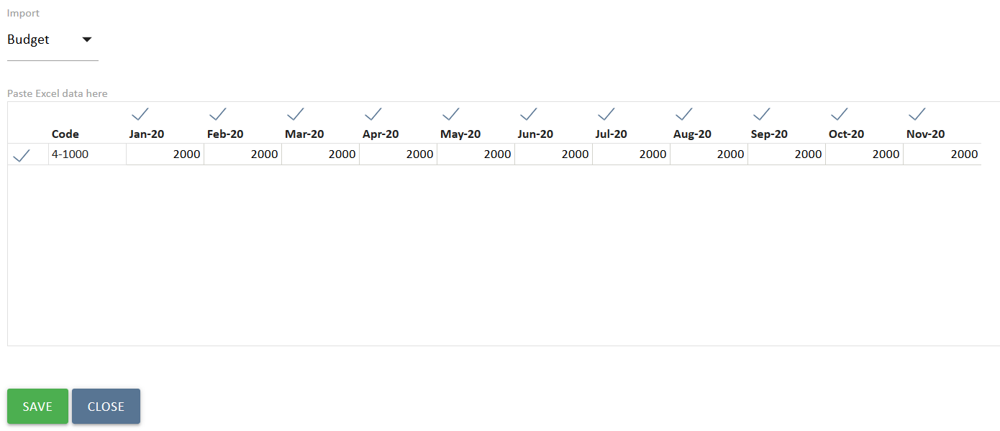 Import
Budget
Paste Excel data here
Code Jan-20 Feb-20 Mar-20 Apr-20 May-20 Jun-20 Jul-20 Aug-20 Sep-20 Oct-20 Nov-20
4-1000 2000 2000 2000 2000 2000 2000 2000 2000 2000 2000 2000
SAVE CLOSE